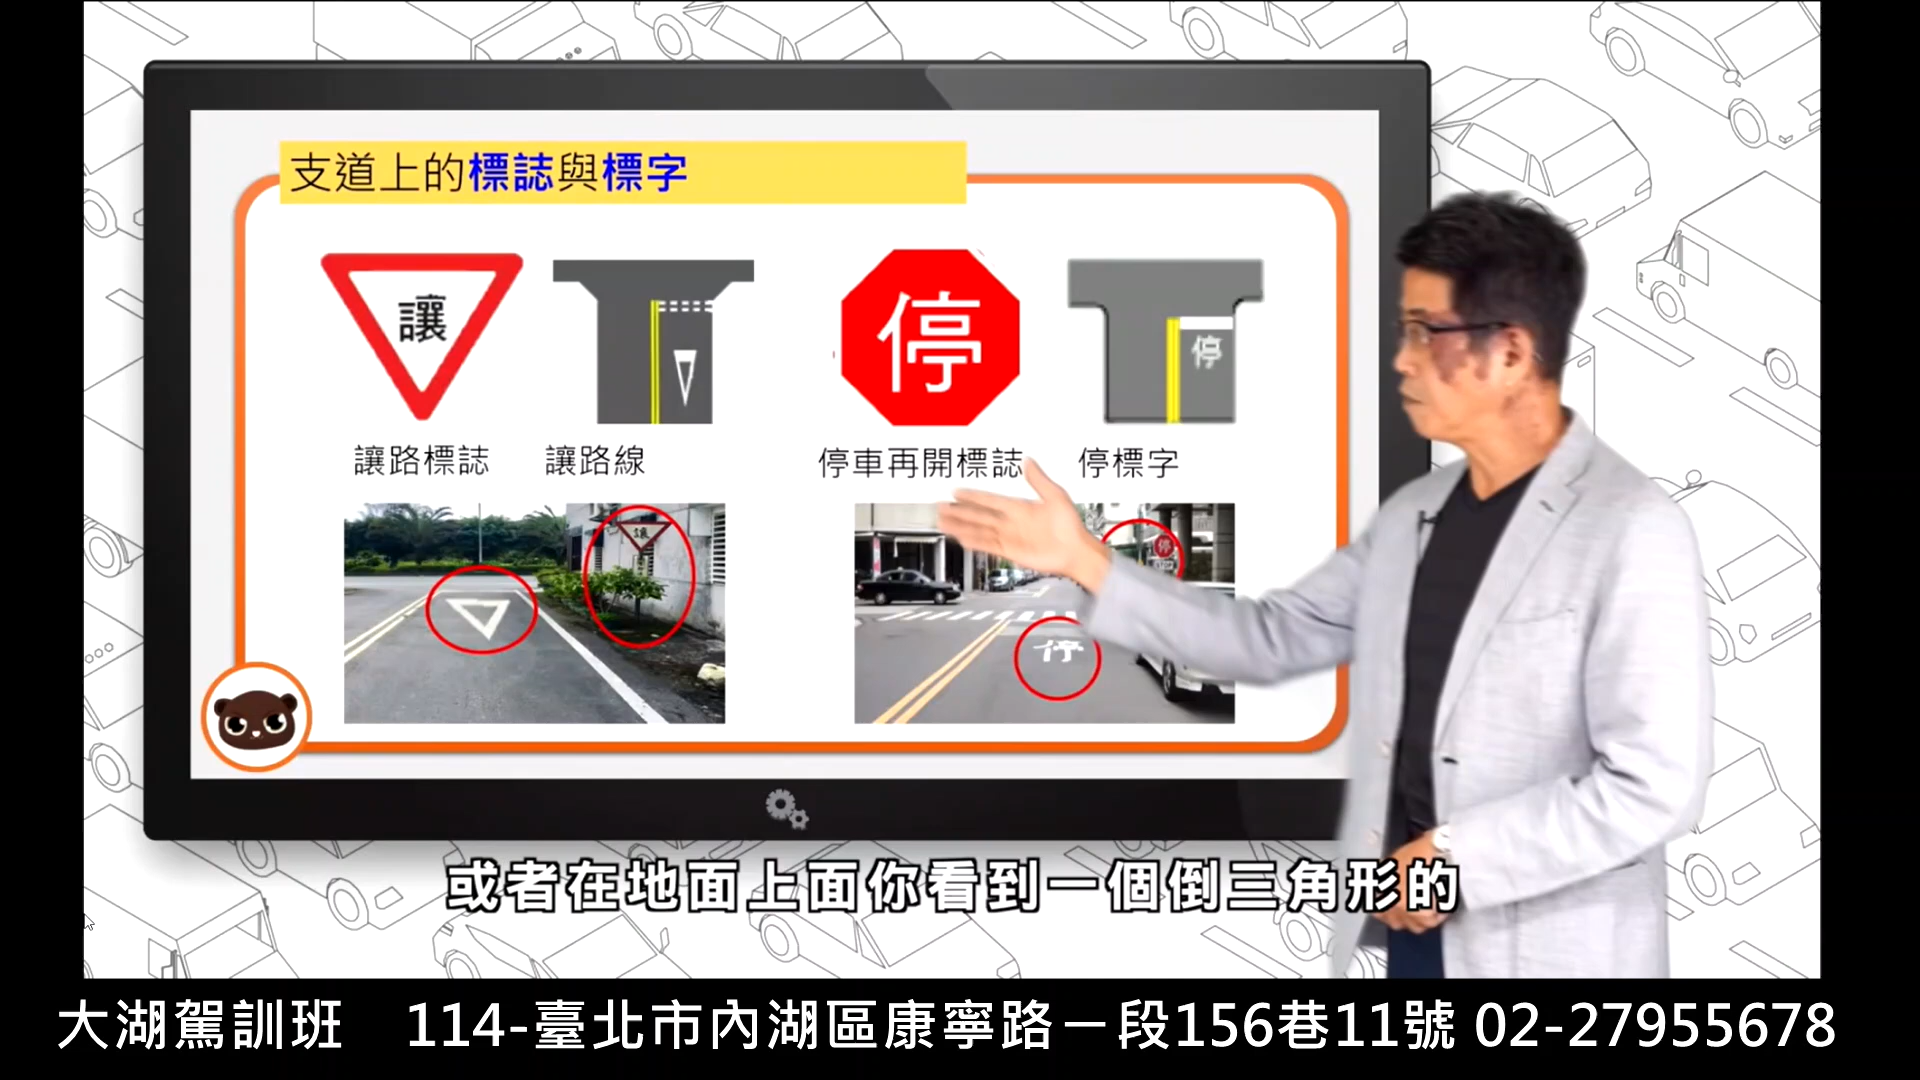 支道上的標誌與標字
讓
停
停
讓路標誌
讓路線
停車再開標誌
停標字
讓
停
停
或者在地面上面你看到一個倒三角形的
大湖駕訓班 114-臺北市內湖區康寧路一段156巷11號 02-27955678